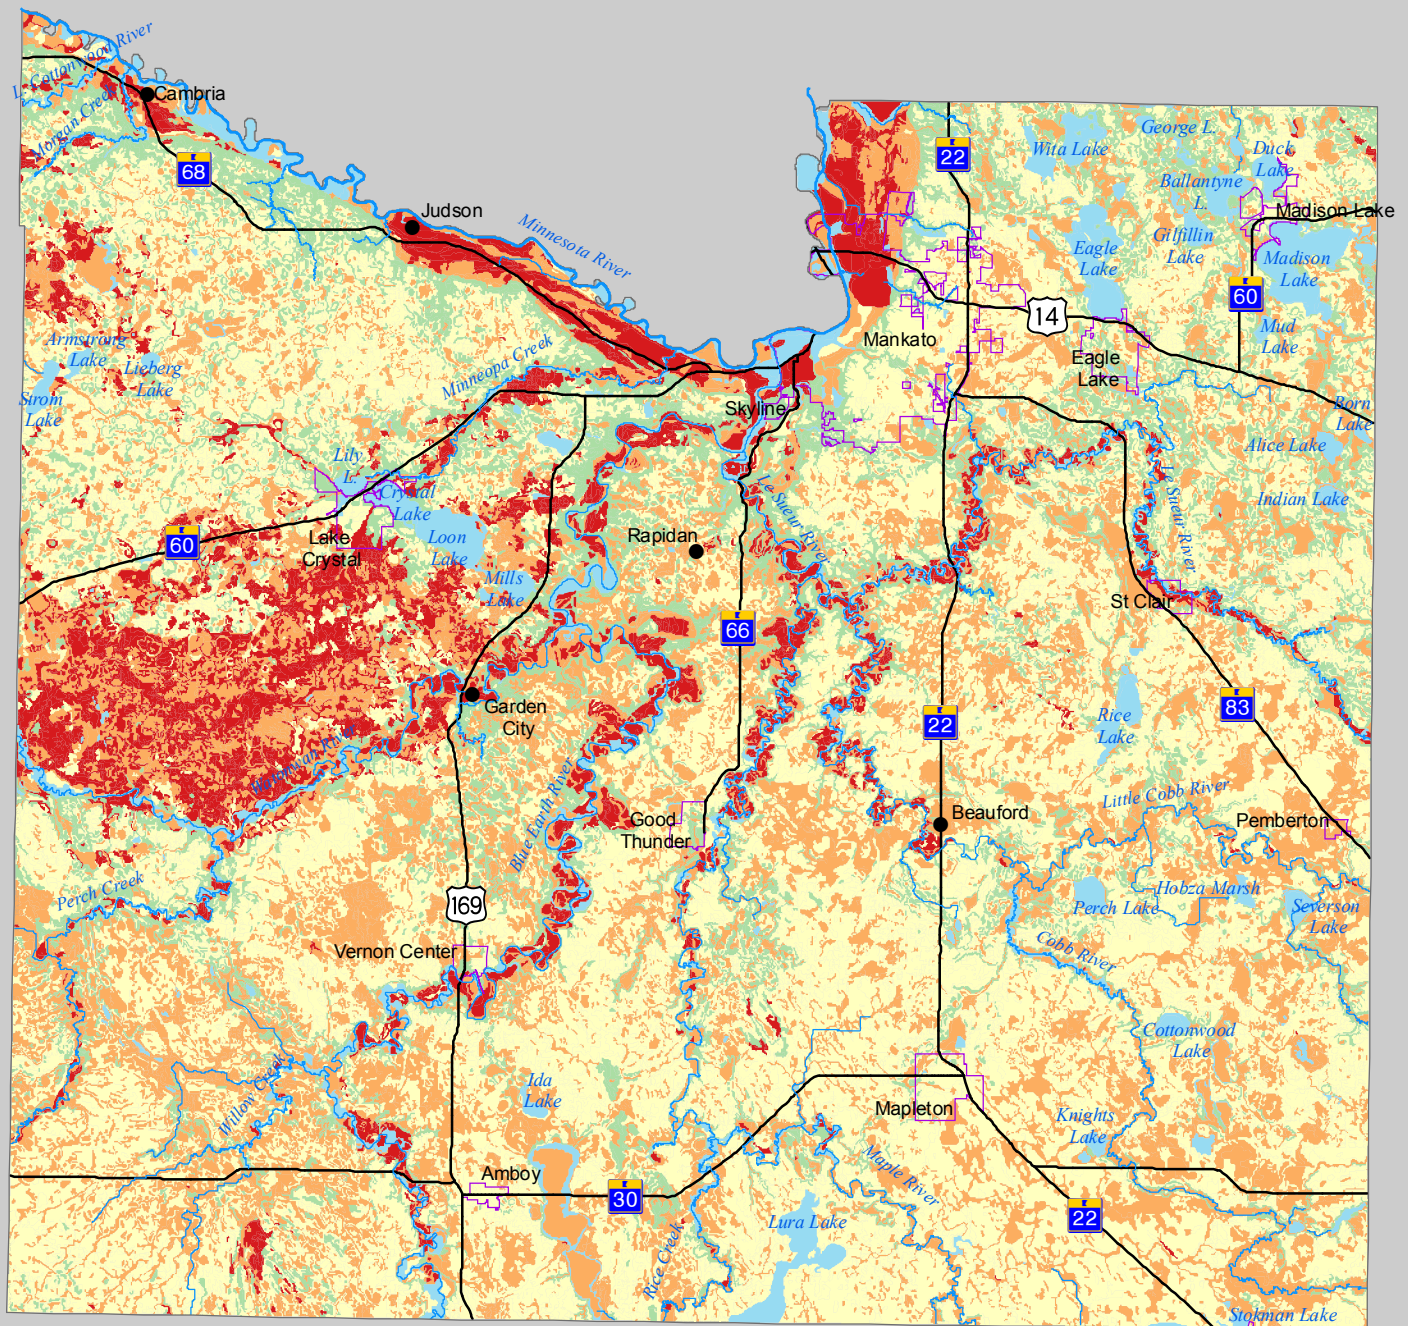 L. Cottonwood River
Morgan Creek
Cambria
68
Judson
Minnesota River
22
Wita Lake
George L.
Duck
Lake
Ballantyne
L.
Madison Lake
Eagle
Lake
Gilfillin
Lake
Madison
Lake
60
14
Mankato
Mud
Lake
Eagle
Lake
Armstrong
Lake
Lieberg
Lake
Strom
Lake
Minneopa Creek
Skyline
Born
Lake
Alice Lake
Lily
L.
Crystal
Lake
Indian Lake
Le Sueur River
Le Sueur River
60
Lake
Crystal
Loon
Lake
Rapidan
Mills
Lake
St Clair
66
Garden
City
22
Rice
Lake
83
Watonwan River
Blue Earth River
Little Cobb River
Good
Thunder
Beauford
Pemberton
Perch Creek
169
Perch Lake
Hobza Marsh
Severson
Lake
Vernon Center
Cobb River
Cottonwood
Lake
Willow Creek
Ida
Lake
Mapleton
Knights
Lake
Amboy
Maple River
30
Rice Creek
Lura Lake
22
Stokman Lake